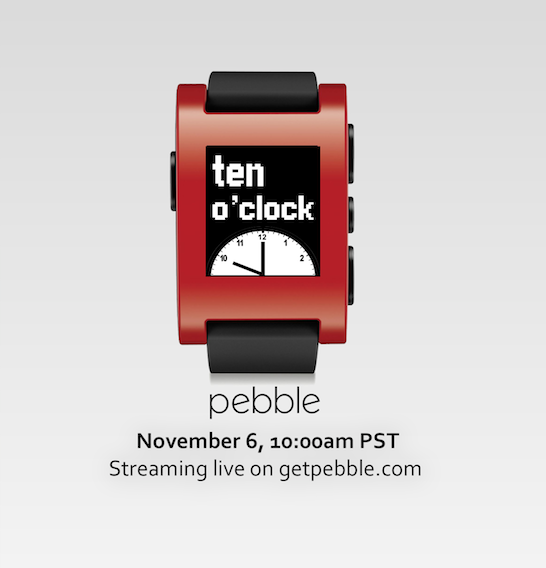 ten
o'clock
10 11 12 1 2
pebble
November 6, 10:00am PST
Streaming live on getpebble.com